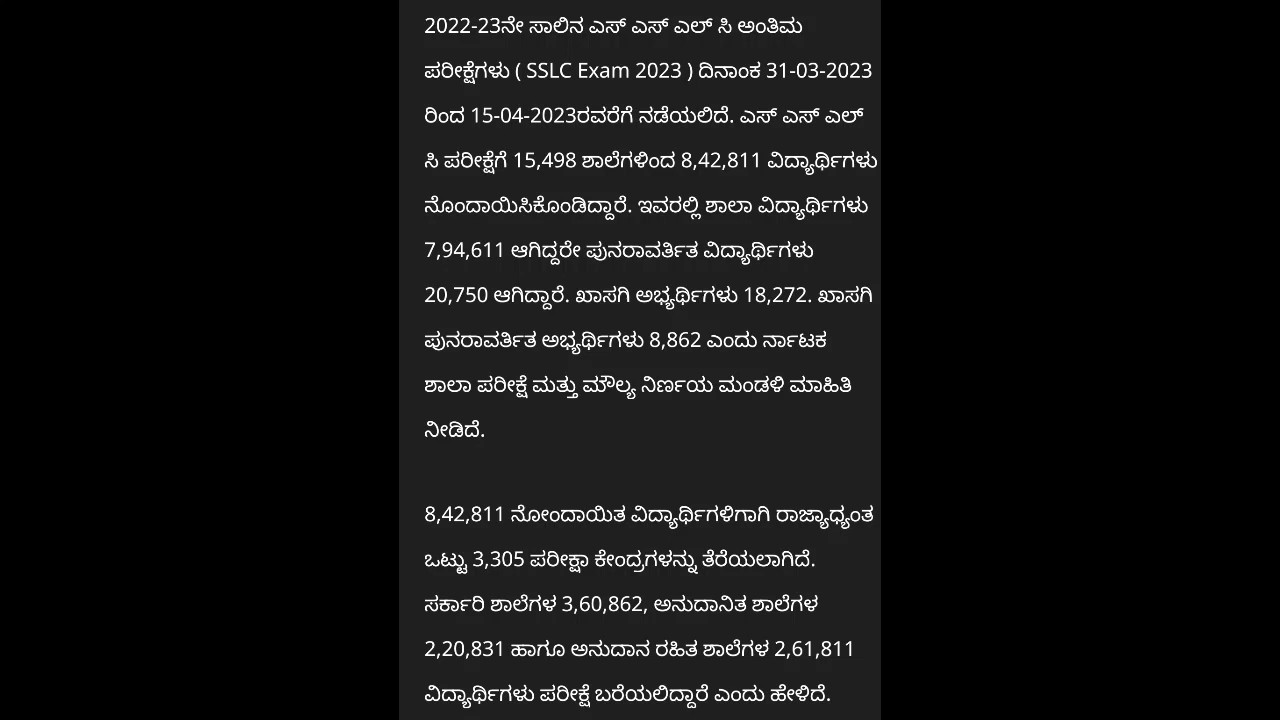 2022-23ನೇ ಸಾಲಿನ ಎಸ್ ಎಸ್ ಎಲ್ ಸಿ ಅಂತಿಮ
ಪರೀಕ್ಷೆಗಳು ( SSLC Exam 2023 ) ದಿನಾಂಕ 31-03-2023
ರಿಂದ 15-04-2023ರವರೆಗೆ ನಡೆಯಲಿದೆ. ಎಸ್ ಎಸ್ ಎಲ್
ಸಿ ಪರೀಕ್ಷೆಗೆ 15,498 ಶಾಲೆಗಳಿಂದ 8,42,811 ವಿದ್ಯಾರ್ಥಿಗಳು
ನೊಂದಾಯಿಸಿಕೊಂಡಿದ್ದಾರೆ. ಇವರಲ್ಲಿ ಶಾಲಾ ವಿದ್ಯಾರ್ಥಿಗಳು
7,94,611 ಆಗಿದ್ದರೇ ಪುನರಾವರ್ತಿತ ವಿದ್ಯಾರ್ಥಿಗಳು
20,750 ಆಗಿದ್ದಾರೆ. ಖಾಸಗಿ ಅಭ್ಯರ್ಥಿಗಳು 18,272. ಖಾಸಗಿ
ಪುನರಾವರ್ತಿತ ಅಭ್ಯರ್ಥಿಗಳು 8,862 ಎಂದು ರ್ನಾಟಕ
ಶಾಲಾ ಪರೀಕ್ಷೆ ಮತ್ತು ಮೌಲ್ಯ ನಿರ್ಣಯ ಮಂಡಳಿ ಮಾಹಿತಿ
ನೀಡಿದೆ.
8,42,811 ನೋಂದಾಯಿತ ವಿದ್ಯಾರ್ಥಿಗಳಿಗಾಗಿ ರಾಜ್ಯಾಧ್ಯಂತ
ಒಟ್ಟು 3,305 ಪರೀಕ್ಷಾ ಕೇಂದ್ರಗಳನ್ನು ತೆರೆಯಲಾಗಿದೆ.
ಸರ್ಕಾರಿ ಶಾಲೆಗಳ 3,60,862, ಅನುದಾನಿತ ಶಾಲೆಗಳ
2,20,831 ಹಾಗೂ ಅನುದಾನ ರಹಿತ ಶಾಲೆಗಳ 2,61,811
ವಿದ್ಯಾರ್ಥಿಗಳು ಪರೀಕ್ಷೆ ಬರೆಯಲಿದ್ದಾರೆ ಎಂದು ಹೇಳಿದೆ.